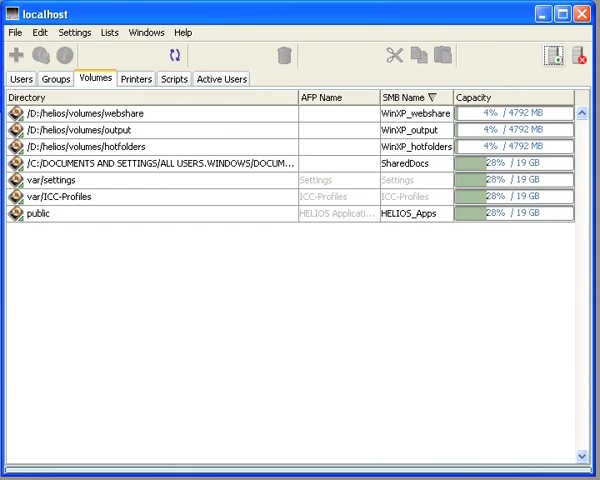 localhost
File Edit Settings Lists Windows Help
Users Groups Volumes Printers Scripts Active Users
Directory AFP Name SMB Name Capacity
/D:/helios/volumes/webshare WinXP_webshare 4% / 4792 MB
/D:/helios/volumes/output WinXP_output 4% / 4792 MB
/D:/helios/volumes/hotfolders WinXP_hotfolders 4% / 4792 MB
/C:/DOCUMENTS AND SETTINGS/ALL USERS.WINDOWS/DOCUM... SharedDocs 28% / 19 GB
var/settings Settings Settings 28% / 19 GB
var/ICC-Profiles ICC-Profiles ICC-Profiles 28% / 19 GB
public HELIOS Applicati... HELIOS_Apps 28% / 19 GB